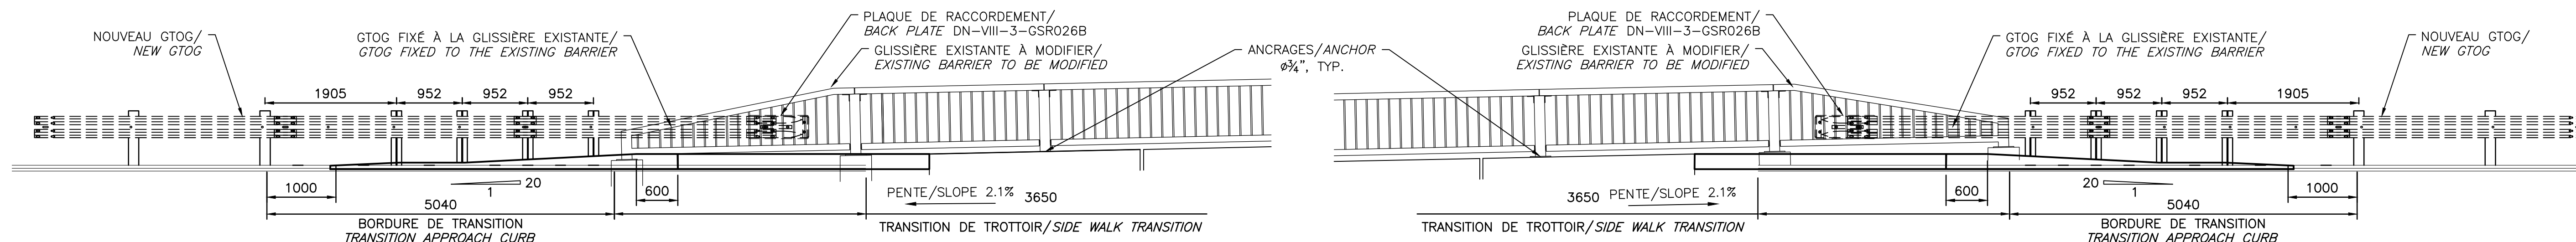 NOUVEAU GTOG/
NEW GTOG
GTOG FIXÉ À LA GLISSIÈRE EXISTANTE/
GTOG FIXED TO THE EXISTING BARRIER
PLAQUE DE RACCORDEMENT/
BACK PLATE DN-VIII-3-GSR026B
GLISSIÈRE EXISTANTE À MODIFIER/
EXISTING BARRIER TO BE MODIFIED
ANCRAGES/ANCHOR
ø¾", TYP.
1905
952
952
952
1000
1
20
600
5040
BORDURE DE TRANSITION
TRANSITION APPROACH CURB
PENTE/SLOPE 2.1%
3650
TRANSITION DE TROTTOIR/SIDE WALK TRANSITION
PLAQUE DE RACCORDEMENT/
BACK PLATE DN-VIII-3-GSR026B
GLISSIÈRE EXISTANTE À MODIFIER/
EXISTING BARRIER TO BE MODIFIED
GTOG FIXÉ À LA GLISSIÈRE EXISTANTE/
GTOG FIXED TO THE EXISTING BARRIER
NOUVEAU GTOG/
NEW GTOG
952
952
952
1905
3650
PENTE/SLOPE 2.1%
TRANSITION DE TROTTOIR/SIDE WALK TRANSITION
600
20
1
1000
5040
BORDURE DE TRANSITION
TRANSITION APPROACH CURB